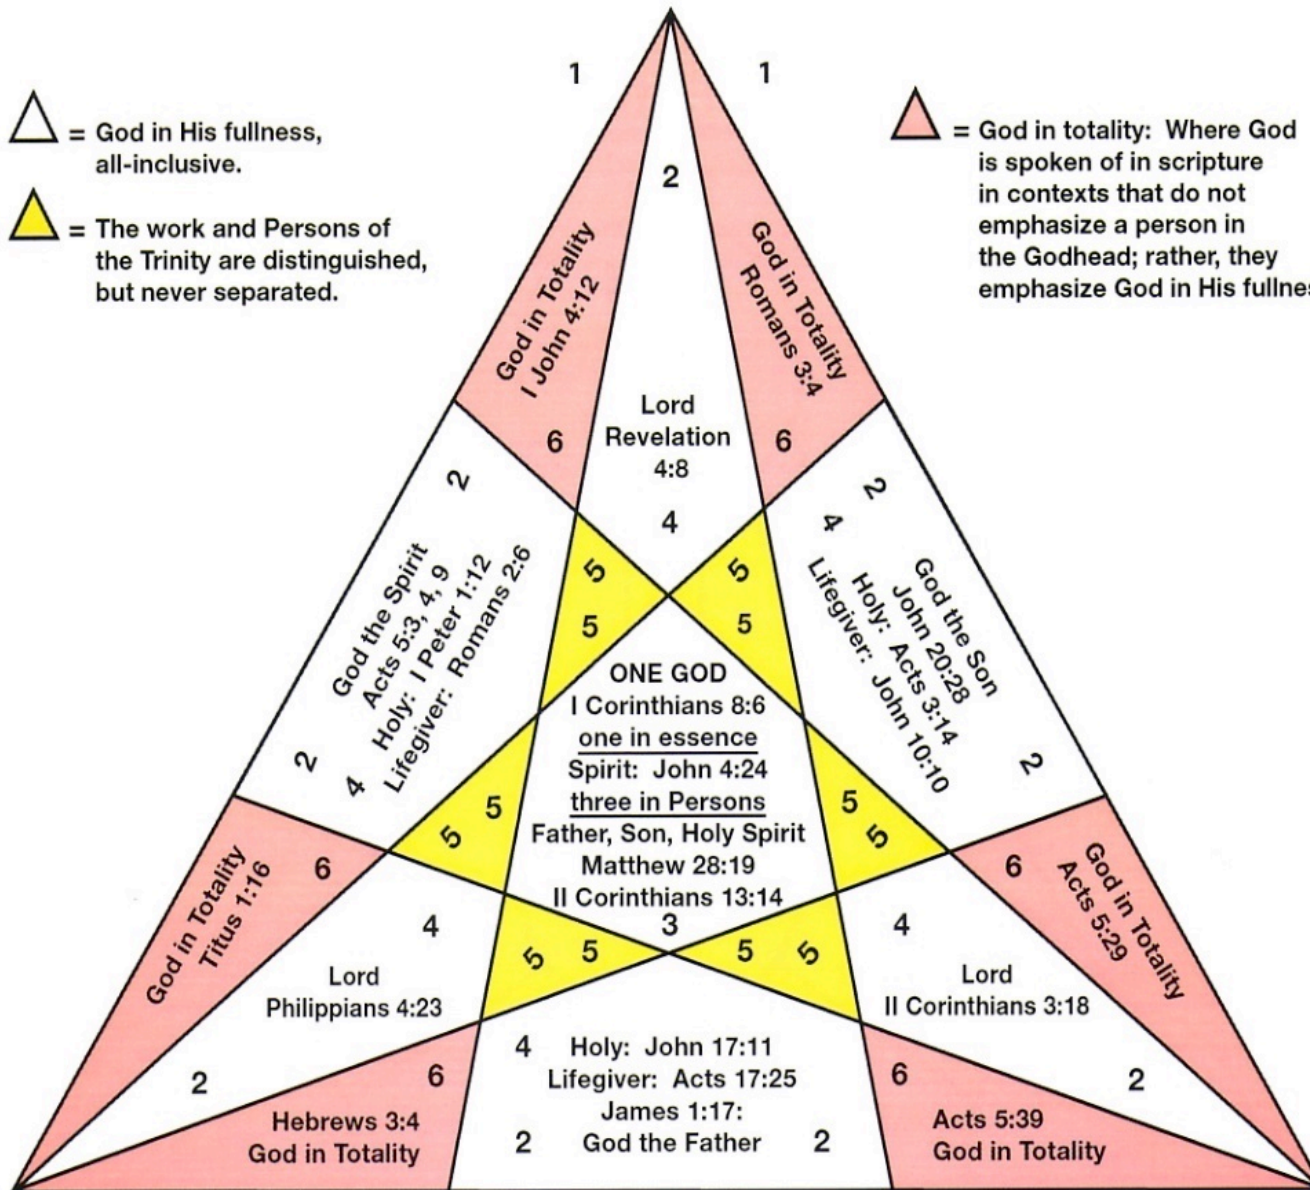 1
1
= God in His fullness,
all-inclusive.
= The work and Persons of
the Trinity are distinguished,
but never separated.
= God in totality: Where God
is spoken of in scripture
in contexts that do not
emphasize a person in
the Godhead; rather, they
emphasize God in His
2
God in Totality
I John 4:12
6
God in Totality
Romans 3:4
6
Lord
Revelation
4:8
4
2
God the Spirit
Acts 5:3, 4, 9
Holy: I Peter 1:12
Lifegiver: Romans 2:6
2
4
2
4
God the Son
John 20:28
Holy: Acts 3:14
Lifegiver: John 10:10
2
5
5
5
5
ONE GOD
I Corinthians 8:6
one in essence
Spirit: John 4:24
three in Persons
Father, Son, Holy Spirit
Matthew 28:19
II Corinthians 13:14
3
5
5
5
5
God in Totality
Titus 1:16
6
4
Lord
Philippians 4:23
2
5
5
5
5
4
Lord
II Corinthians 3:18
2
6
God in Totality
Acts 5:29
6
Hebrews 3:4
God in Totality
4
Holy: John 17:11
Lifegiver: Acts 17:25
James 1:17:
God the Father
2
2
6
Acts 5:39
God in Totality